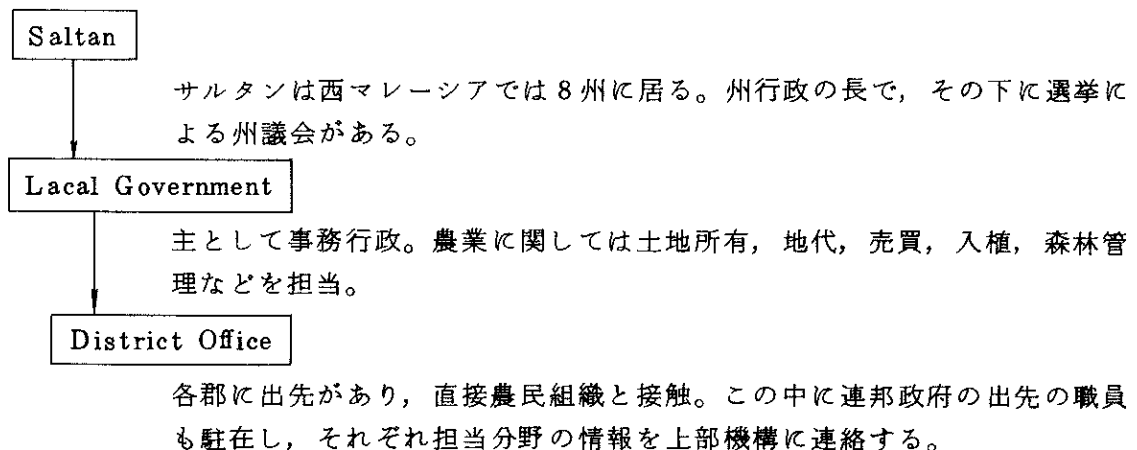 Saltan
サルタンは西マレーシアでは8州に居る。州行政の長で，その下に選挙に
よる州議会がある。
Lacal Government
主として事務行政。農業に関しては土地所有，地代，売買，入植，森林管
理などを担当。
District Office
各郡に出先があり，直接農民組織と接触。この中に連邦政府の出先の職員
も駐在し，それぞれ担当分野の情報を上部機構に連絡する。